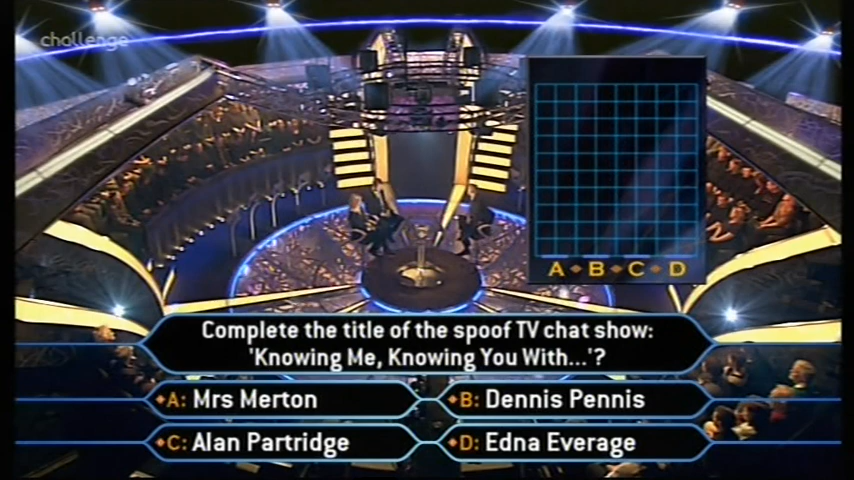 challenge
A ◆ B ◆ C ◆ D
Complete the title of the spoof TV chat show:
'Knowing Me, Knowing You With...'?
◆A: Mrs Merton
◆B: Dennis Pennis
◆C: Alan Partridge
◆D: Edna Everage